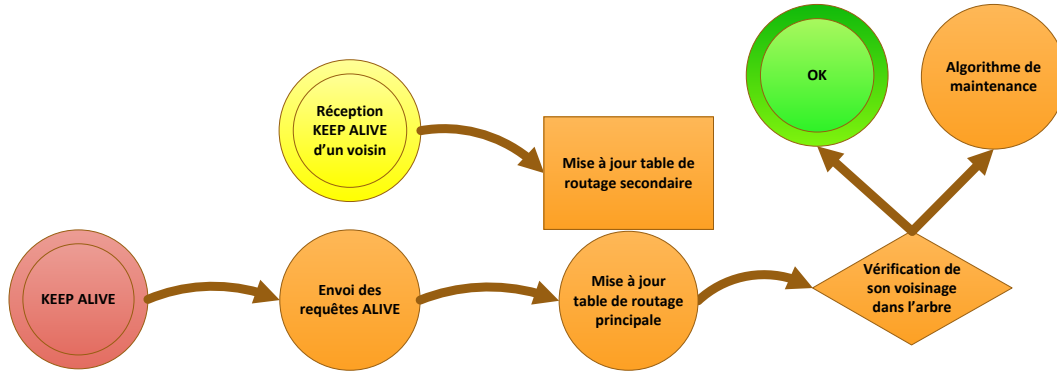 OK
Algorithme de
maintenance
Réception
KEEP ALIVE
d'un voisin
Mise à jour table de
routage secondaire
KEEP ALIVE
Envoi des
requêtes ALIVE
Mise à jour
table de routage
principale
Vérification de
son voisinage
dans l'arbre